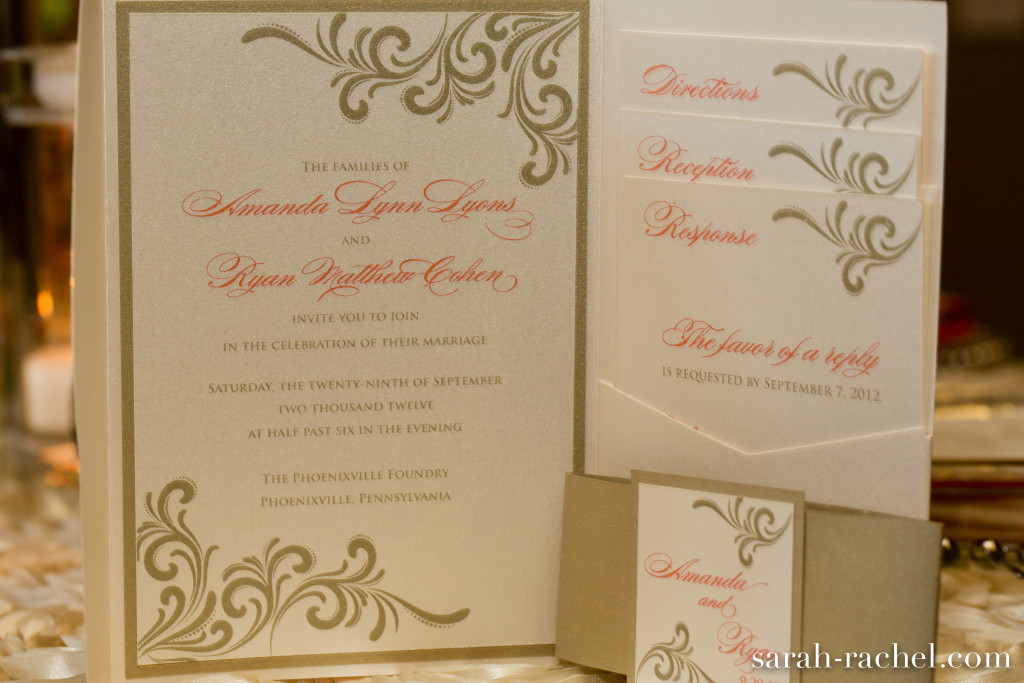 THE FAMILIES OF
Amanda Lynn Lyons
AND
Ryan Matthew Cohen
INVITE YOU TO JOIN
IN THE CELEBRATION OF THEIR MARRIAGE
SATURDAY, THE TWENTY-NINTH OF SEPTEMBER
TWO THOUSAND TWELVE
AT HALF PAST SIX IN THE EVENING
THE PHOENIXVILLE FOUNDRY
PHOENIXVILLE, PENNSYLVANIA
Directions
Reception
Response
The favor of a reply
IS REQUESTED BY SEPTEMBER 7, 2012
Amanda
and
Ryan
sarah-rachel.com